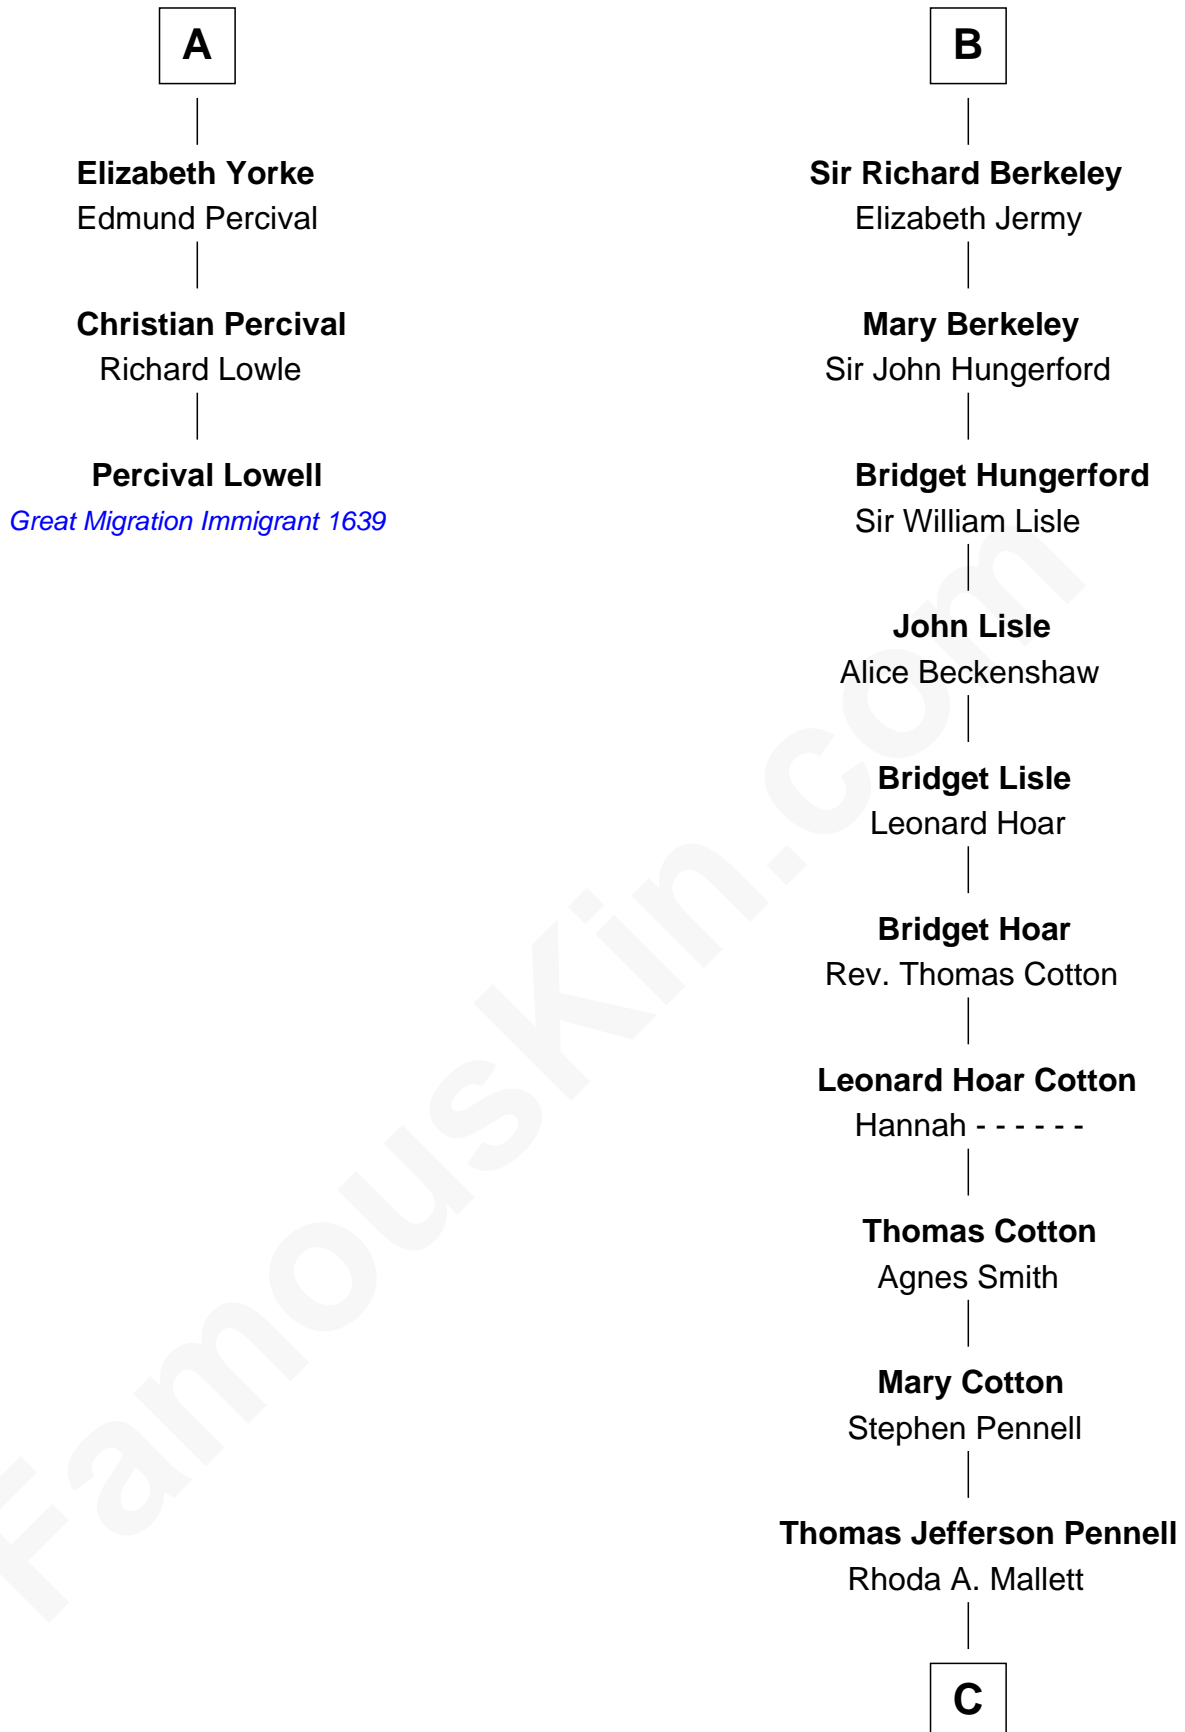 A
Elizabeth Yorke
Edmund Percival
Christian Percival
Richard Lowle
Percival Lowell
Great Migration Immigrant 1639
B
Sir Richard Berkeley
Elizabeth Jermy
Mary Berkeley
Sir John Hungerford
Bridget Hungerford
Sir William Lisle
John Lisle
Alice Beckenshaw
Bridget Lisle
Leonard Hoar
Bridget Hoar
Rev. Thomas Cotton
Leonard Hoar Cotton
Hannah - - - - - -
Thomas Cotton
Agnes Smith
Mary Cotton
Stephen Pennell
Thomas Jefferson Pennell
Rhoda A. Mallett
C
FamousKin.com